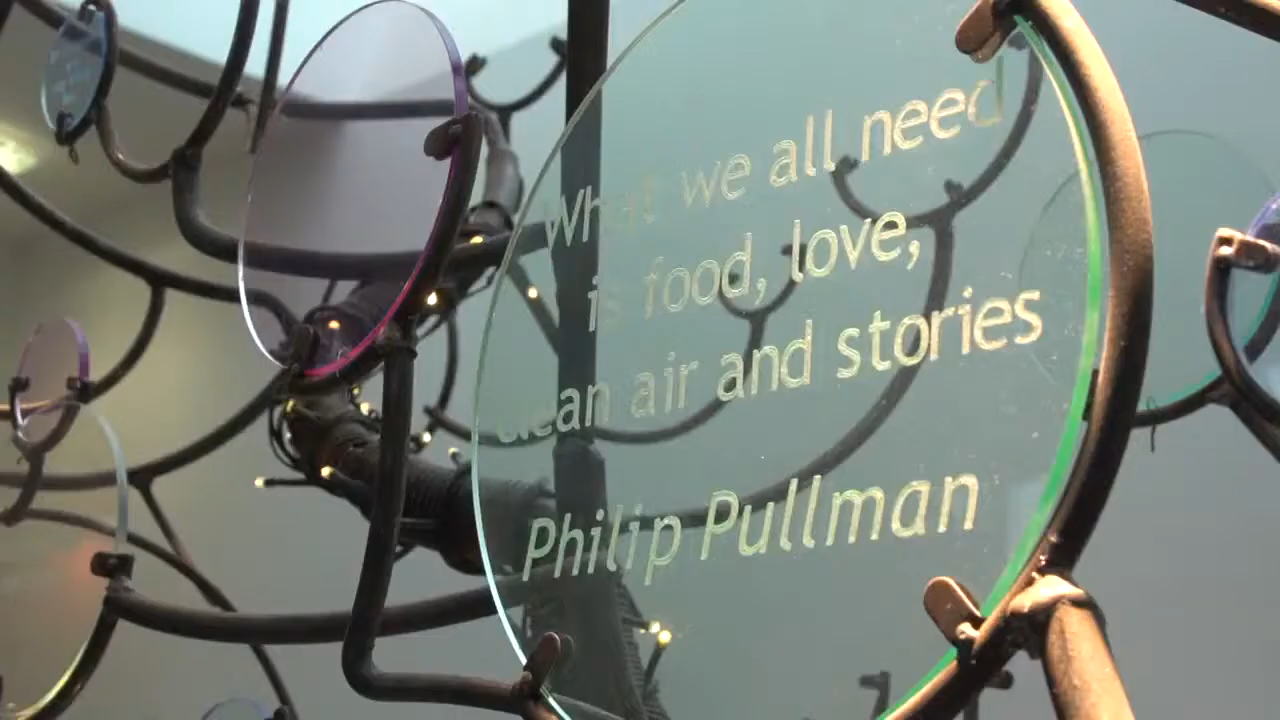 What we all need
is food, love,
clean air and stories
Philip Pullman